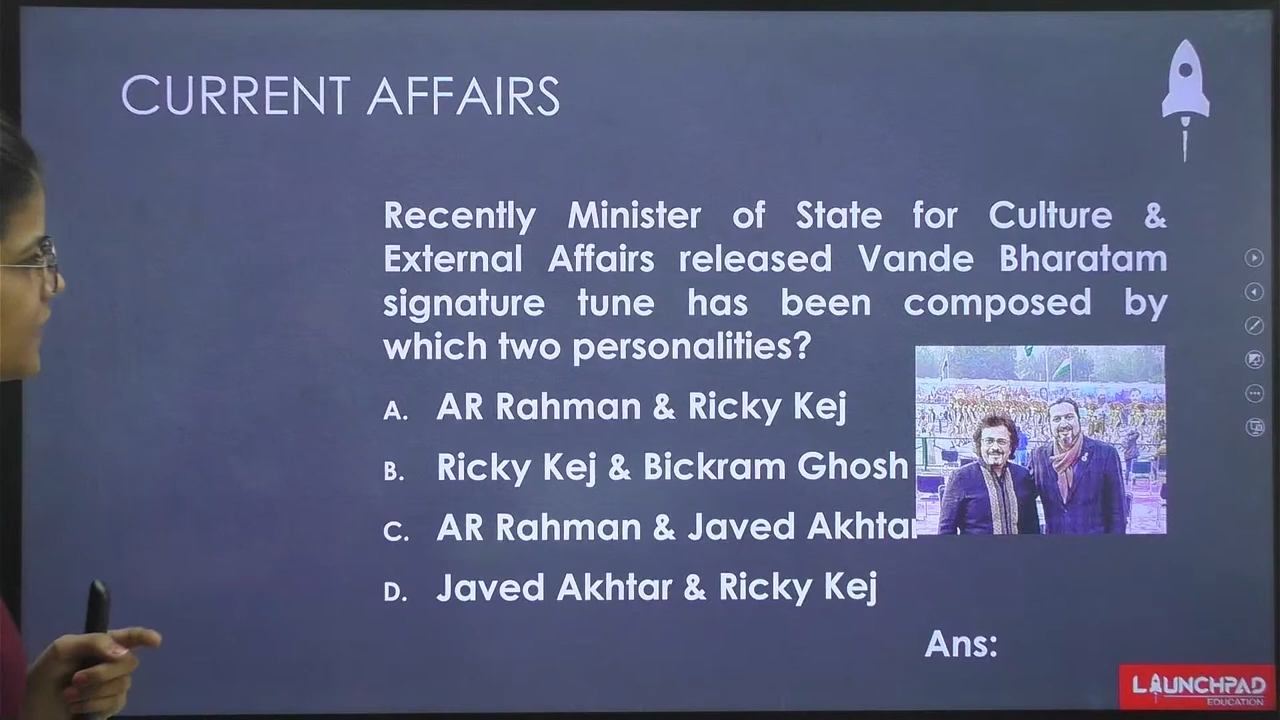 CURRENT AFFAIRS
Recently Minister of State for Culture &
External Affairs released Vande Bharatam
signature tune has been composed by
which two personalities?
A. AR Rahman & Ricky Kej
B. Ricky Kej & Bickram Ghosh
C. AR Rahman & Javed Akhtar
D. Javed Akhtar & Ricky Kej
Ans:
LAUNCHPAD
EDUCATION